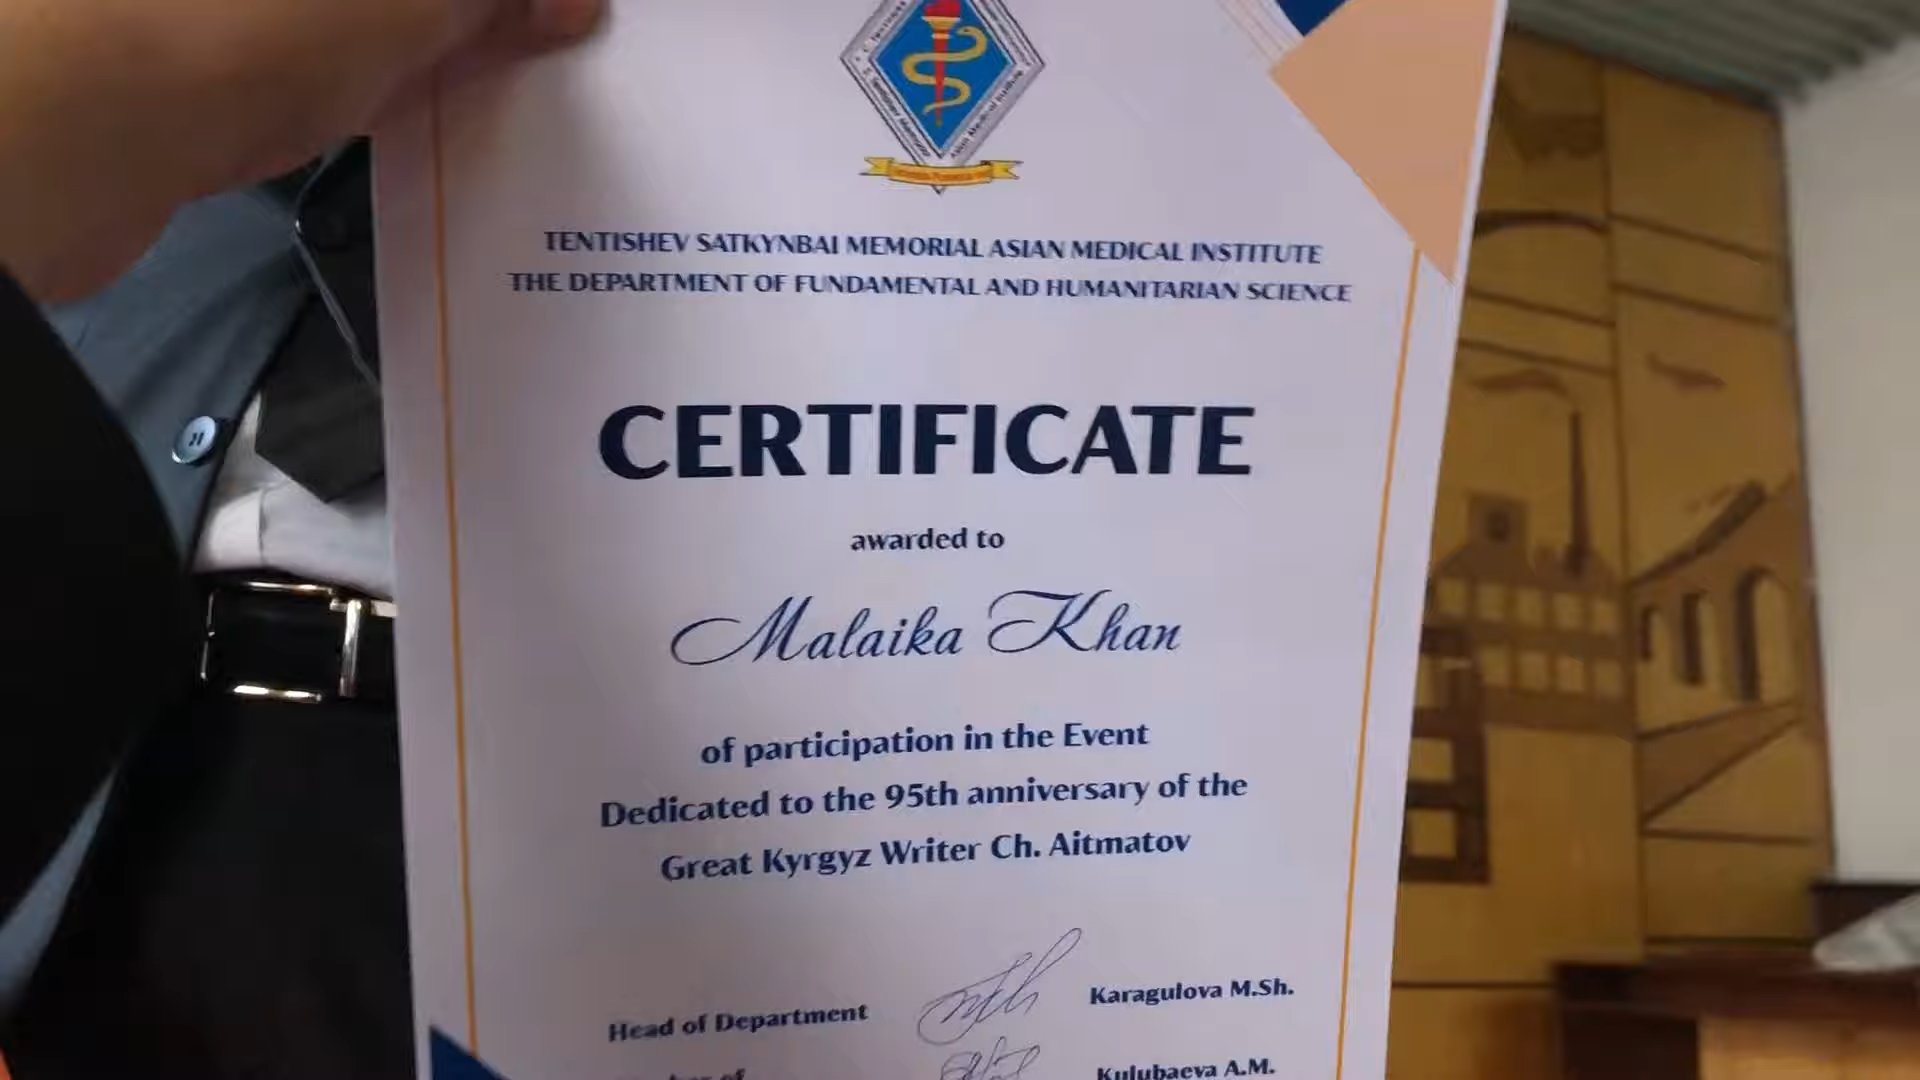 TENTISHEV SATKYNBAI MEMORIAL ASIAN MEDICAL INSTITUTE
THE DEPARTMENT OF FUNDAMENTAL AND HUMANITARIAN SCIENCE
CERTIFICATE
awarded to
Malaika Khan
of participation in the Event
Dedicated to the 95th anniversary of the
Great Kyrgyz Writer Ch. Aitmatov
Head of Department Karagulova M.Sh.
of Kulubaeva A.M.